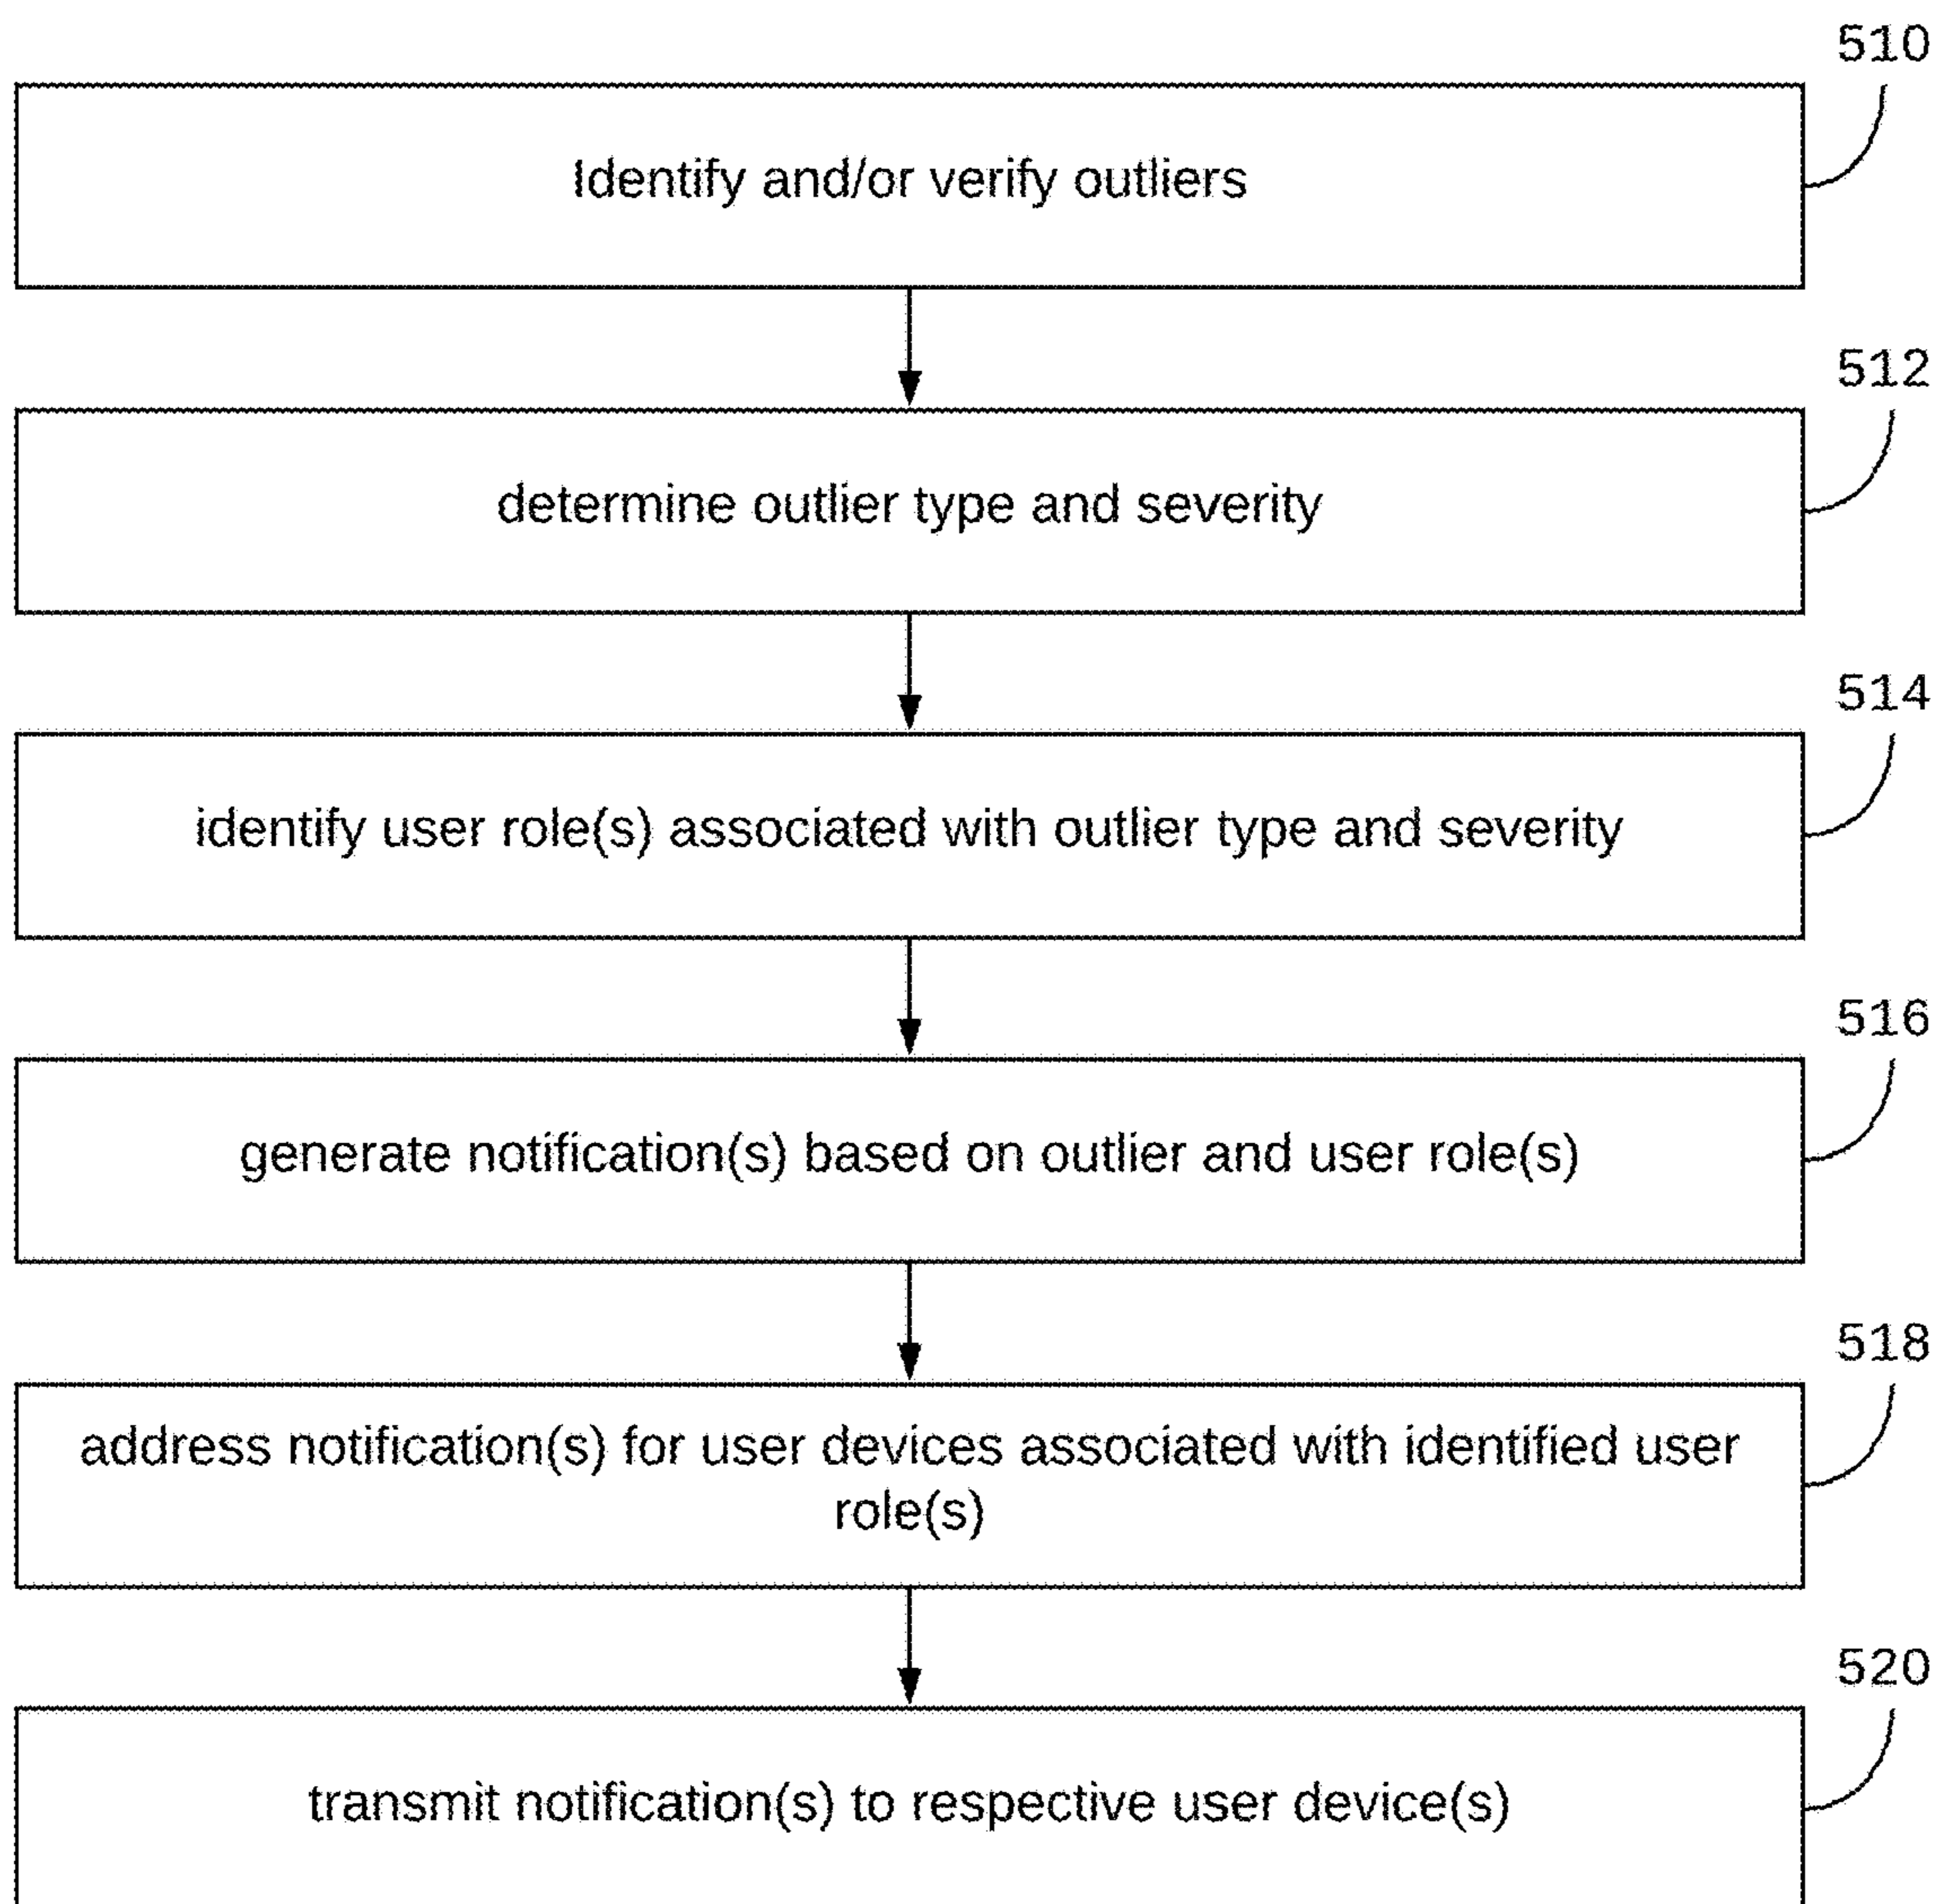 510
Identify and/or verify outliers
512
determine outlier type and severity
514
identify user role(s) associated with outlier type and severity
516
generate notification(s) based on outlier and user role(s)
518
address notification(s) for user devices associated with identified user
role(s)
520
transmit notification(s) to respective user device(s)